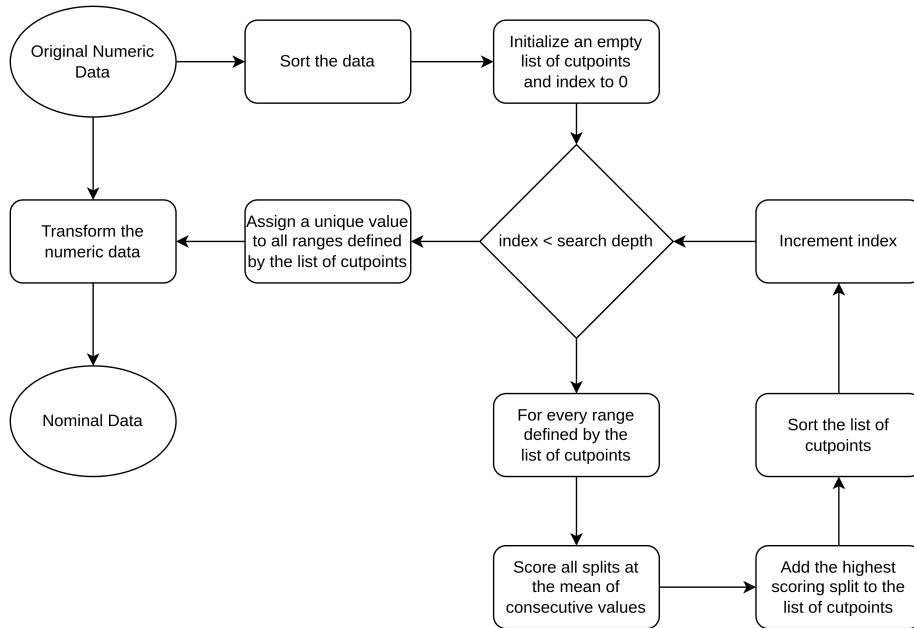 Original Numeric
Data
Sort the data
Initialize an empty
list of cutpoints
and index to 0
Transform the
numeric data
Assign a unique value
to all ranges defined
by the list of cutpoints
index < search depth
Increment index
Nominal Data
For every range
defined by the
list of cutpoints
Sort the list of
cutpoints
Score all splits at
the mean of
consecutive values
Add the highest
scoring split to the
list of cutpoints